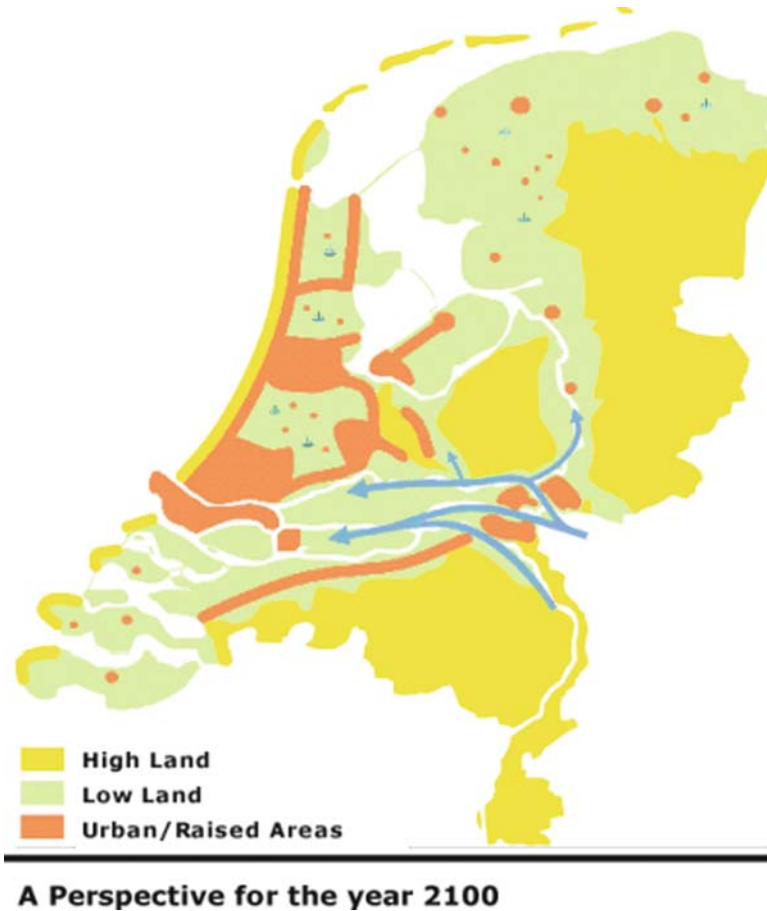 High Land
Low Land
Urban/Raised Areas
A Perspective for the year 2100